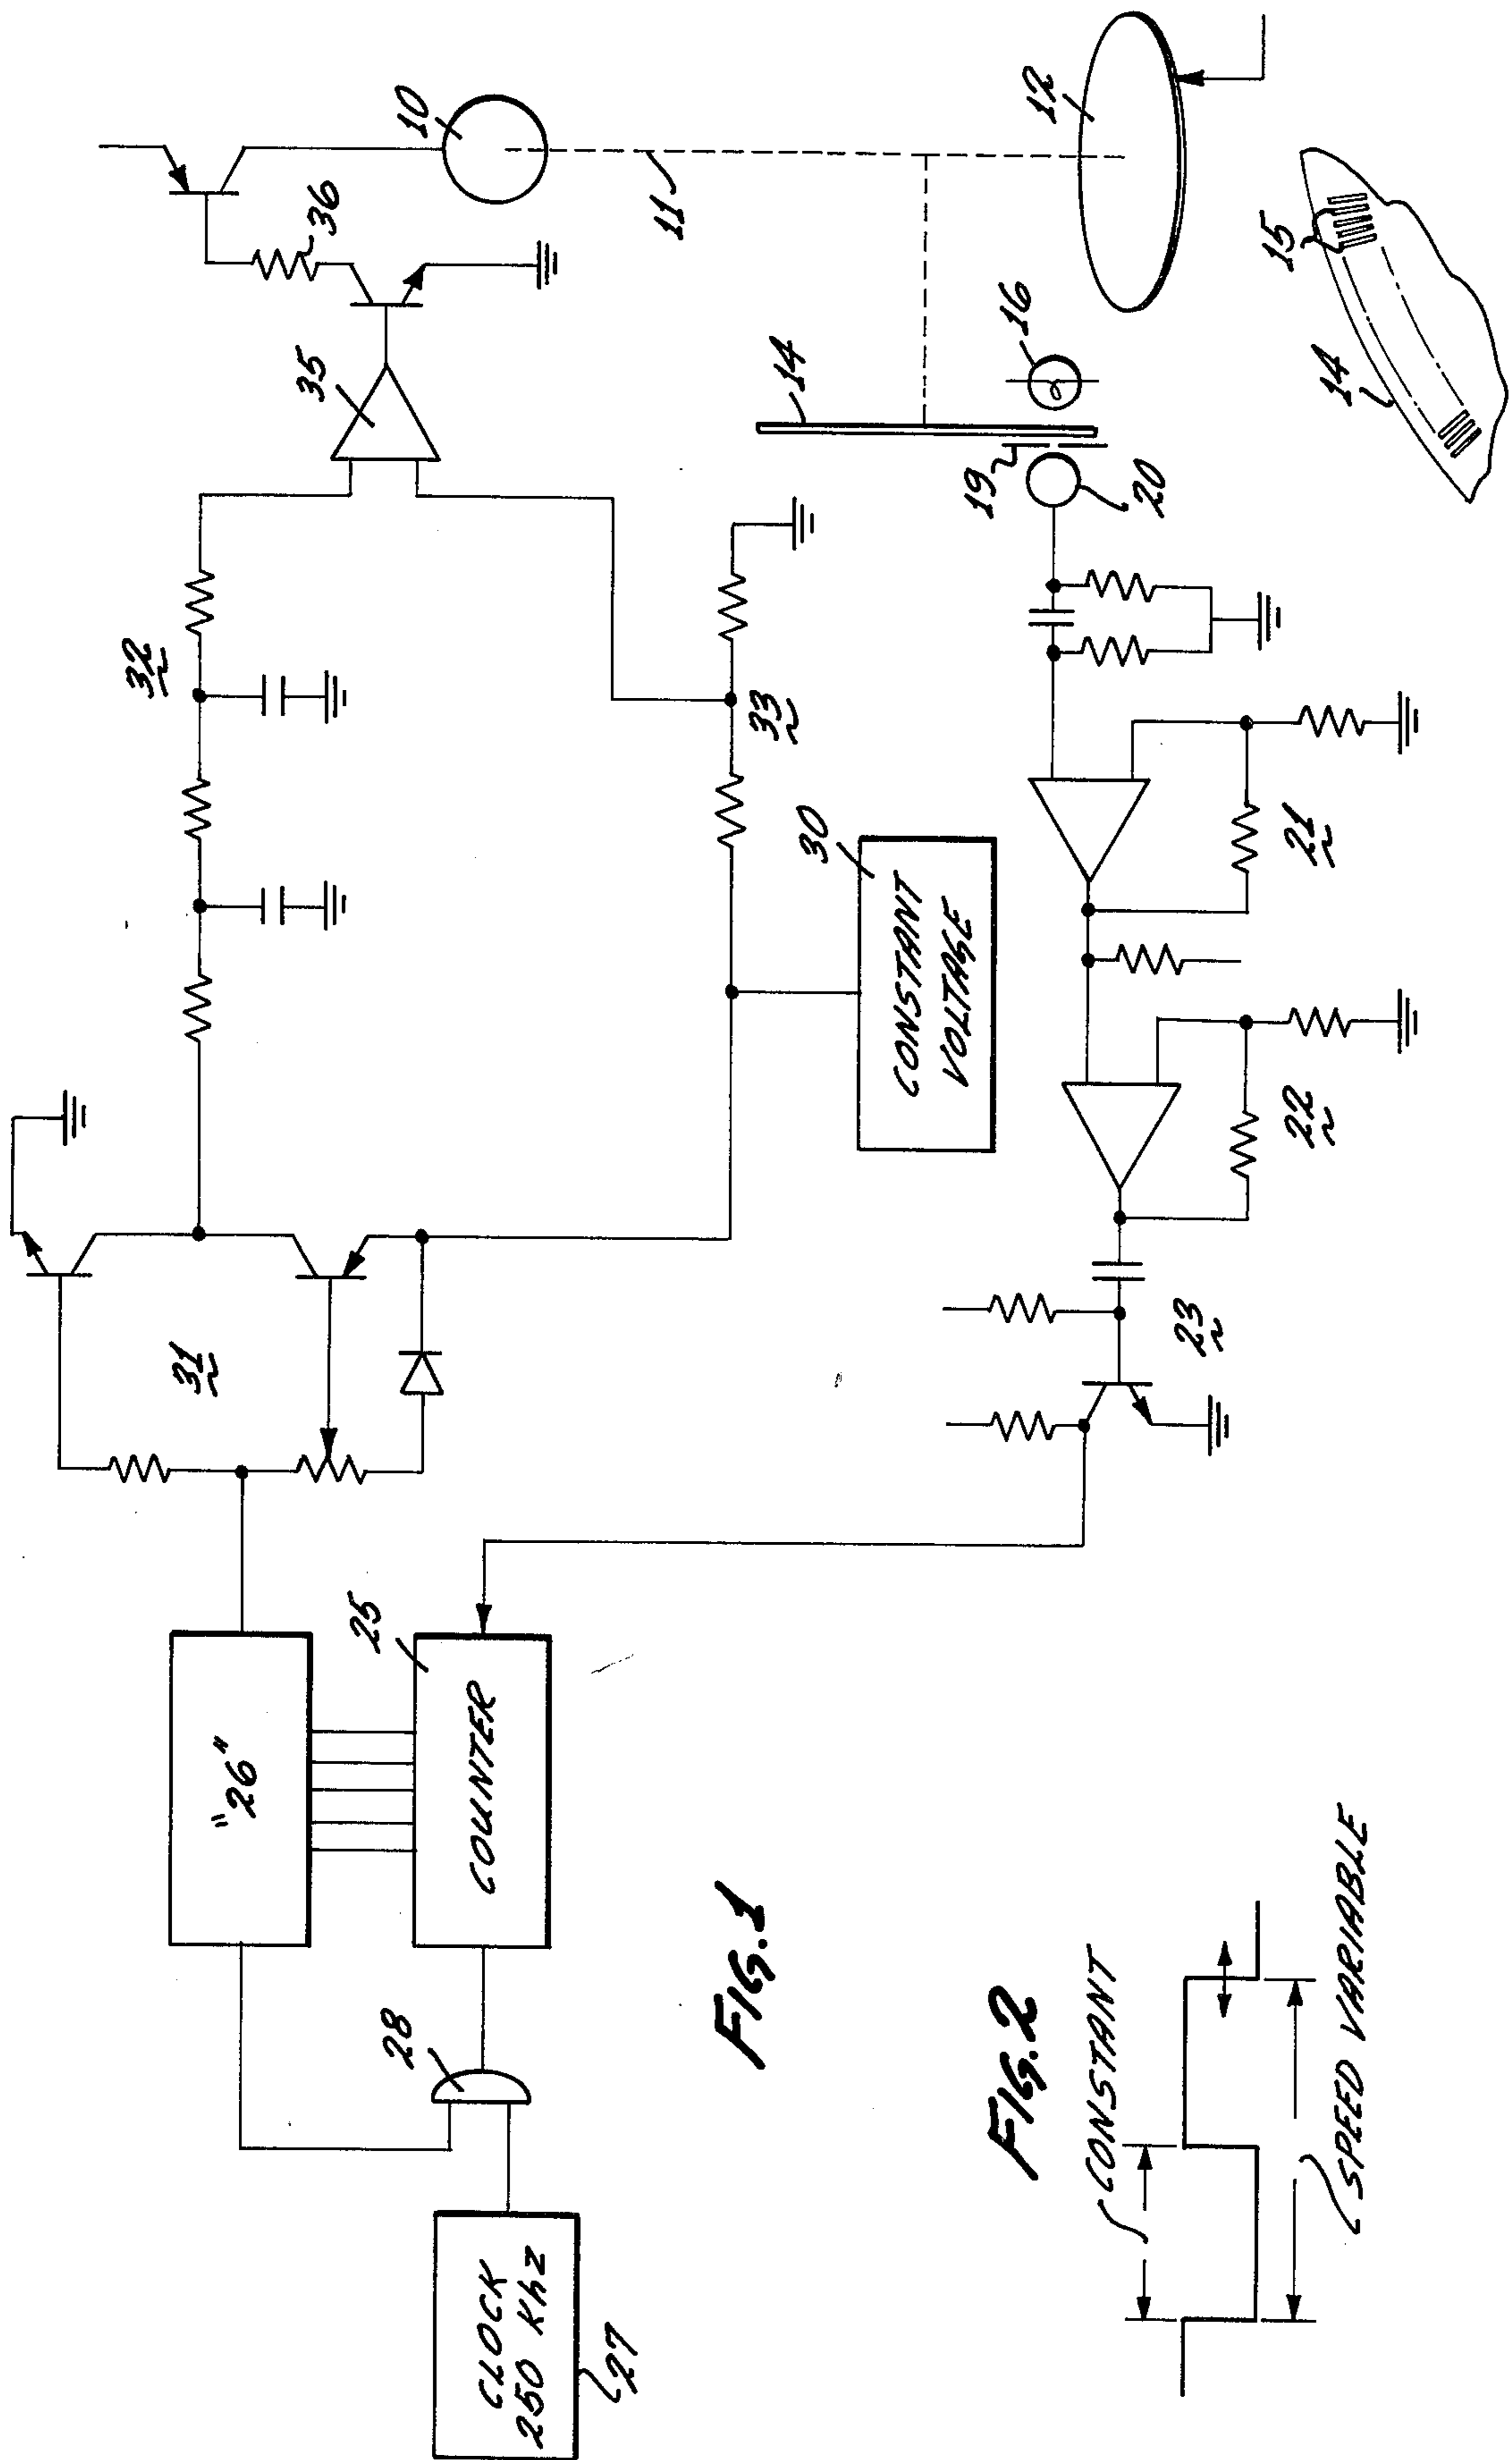 10
36
35
11
12
32
14
16
15
19
20
14
33
30
CONSTANT
VOLTAGE
21
22
31
23
25
"26"
COUNTER
28
CLOCK
250 Khz
27
FIG.1
FIG.2
CONSTANT
SPEED VARIABLE